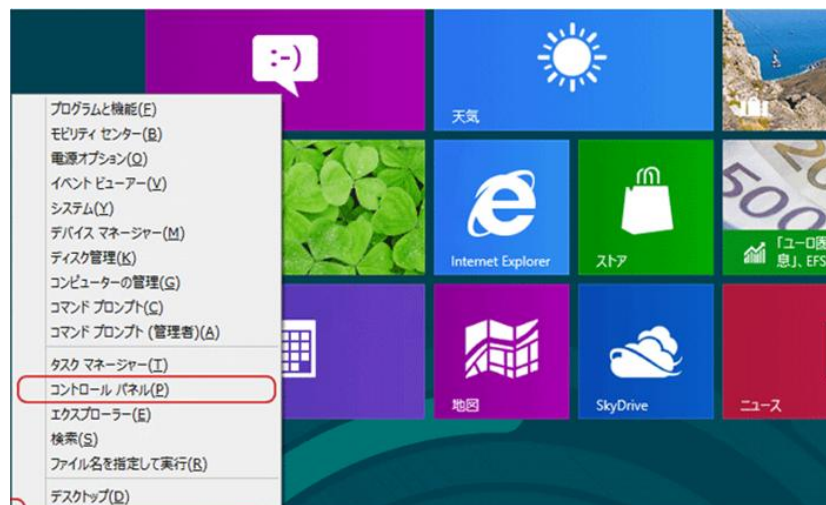 :-)
天気
プログラムと機能(F)
モビリティ センター(B)
電源オプション(O)
イベント ビューアー(V)
システム(Y)
デバイス マネージャー(M)
ディスク管理(K)
コンピューターの管理(G)
コマンド プロンプト(C)
コマンド プロンプト (管理者)(A)
タスク マネージャー(T)
コントロール パネル(P)
エクスプローラー(E)
検索(S)
ファイル名を指定して実行(R)
デスクトップ(D)
Internet Explorer
ストア
500
20
「ユーロ圏
息」、EFS
地図
SkyDrive
ニュース